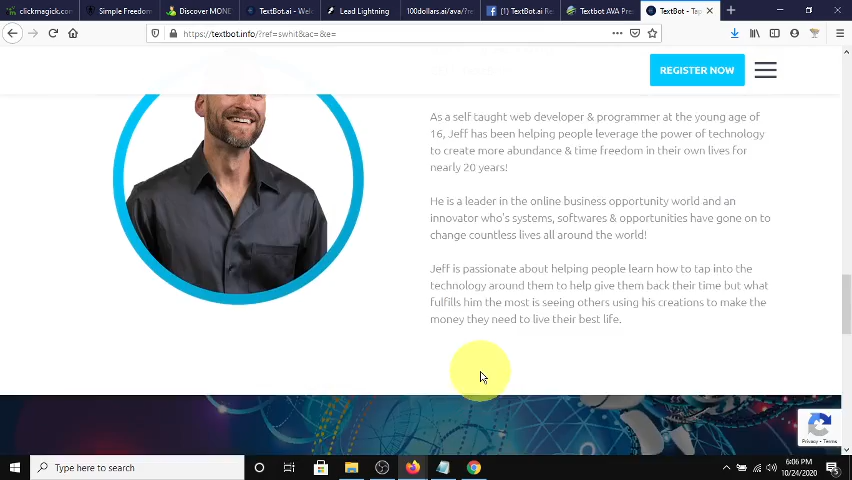 clickmagick.com
Simple Freedom
Discover MONE
TextBot.ai - Welc
Lead Lightning
100dollars.ai/ava/?re
(1) TextBot.ai Re
Textbot AVA Pre
TextBot - Tap
https://textbot.info/?ref=swhit&ac=&e=
REGISTER NOW
As a self taught web developer & programmer at the young age of
16, Jeff has been helping people leverage the power of technology
to create more abundance & time freedom in their own lives for
nearly 20 years!
He is a leader in the online business opportunity world and an
innovator who's systems, softwares & opportunities have gone on to
change countless lives all around the world!
Jeff is passionate about helping people learn how to tap into the
technology around them to help give them back their time but what
fulfills him the most is seeing others using his creations to make the
money they need to live their best life.
Privacy - Terms
Type here to search
6:06 PM
10/24/2020